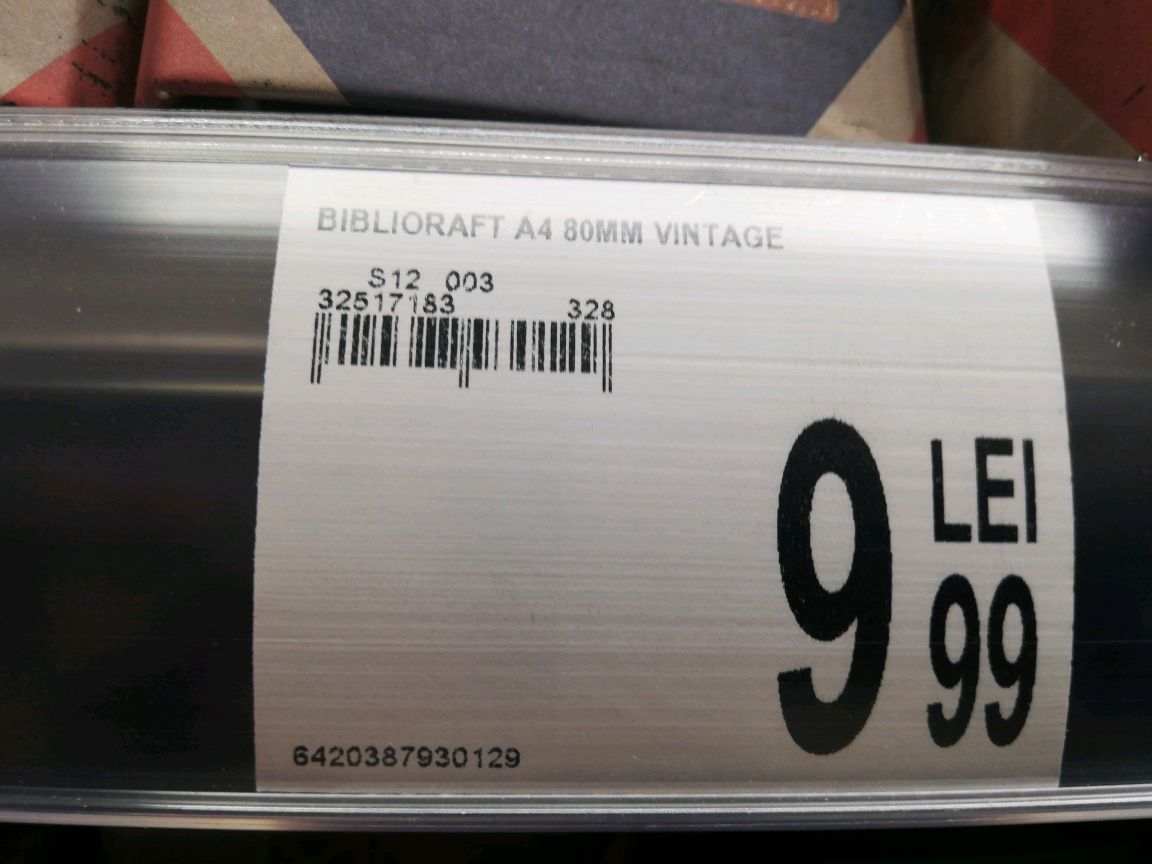 BIBLIORAFT A4 80MM VINTAGE
S12 003
32517183 328
9 LEI
99
6420387930129